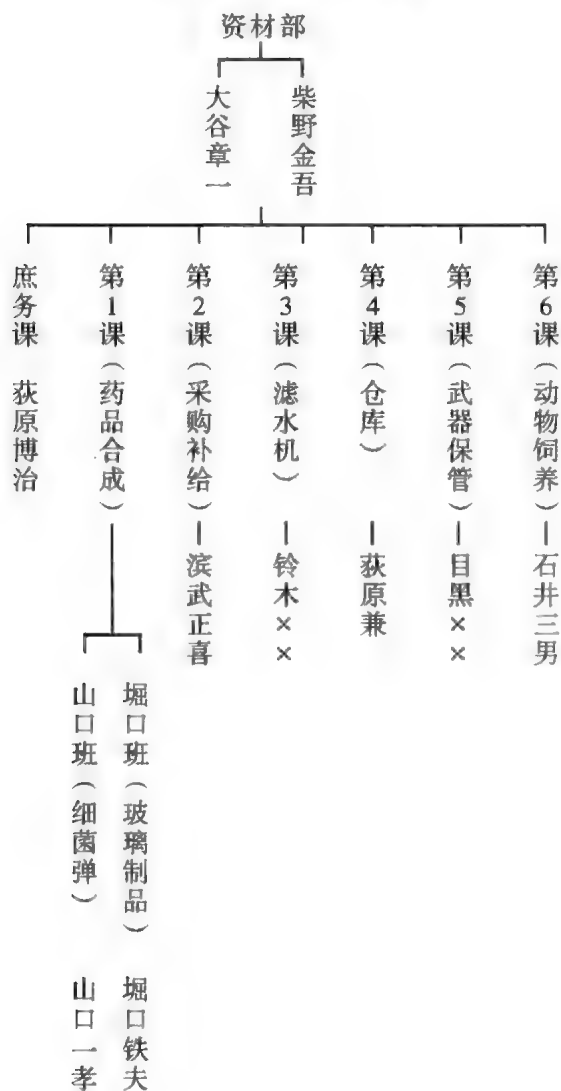 资材部
大谷章一
柴野金吾
庶务课 荻原博治
第1课(药品合成)
山口班(细菌弹) 山口一孝
堀口班(玻璃制品) 堀口铁夫
第2课(采购补给)—滨武正喜
第3课(滤水机)—铃木××
第4课(仓库)—荻原兼
第5课(武器保管)—目黑××
第6课(动物饲养)—石井三男